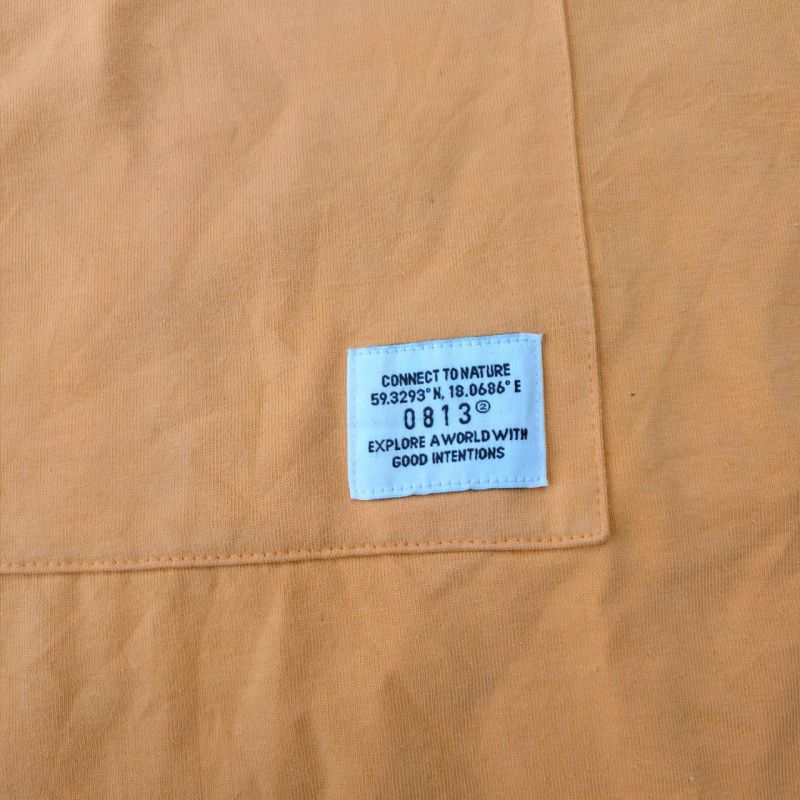 CONNECT TO NATURE
59.3293° N, 18.0686° E
0813②
EXPLORE A WORLD WITH
GOOD INTENTIONS